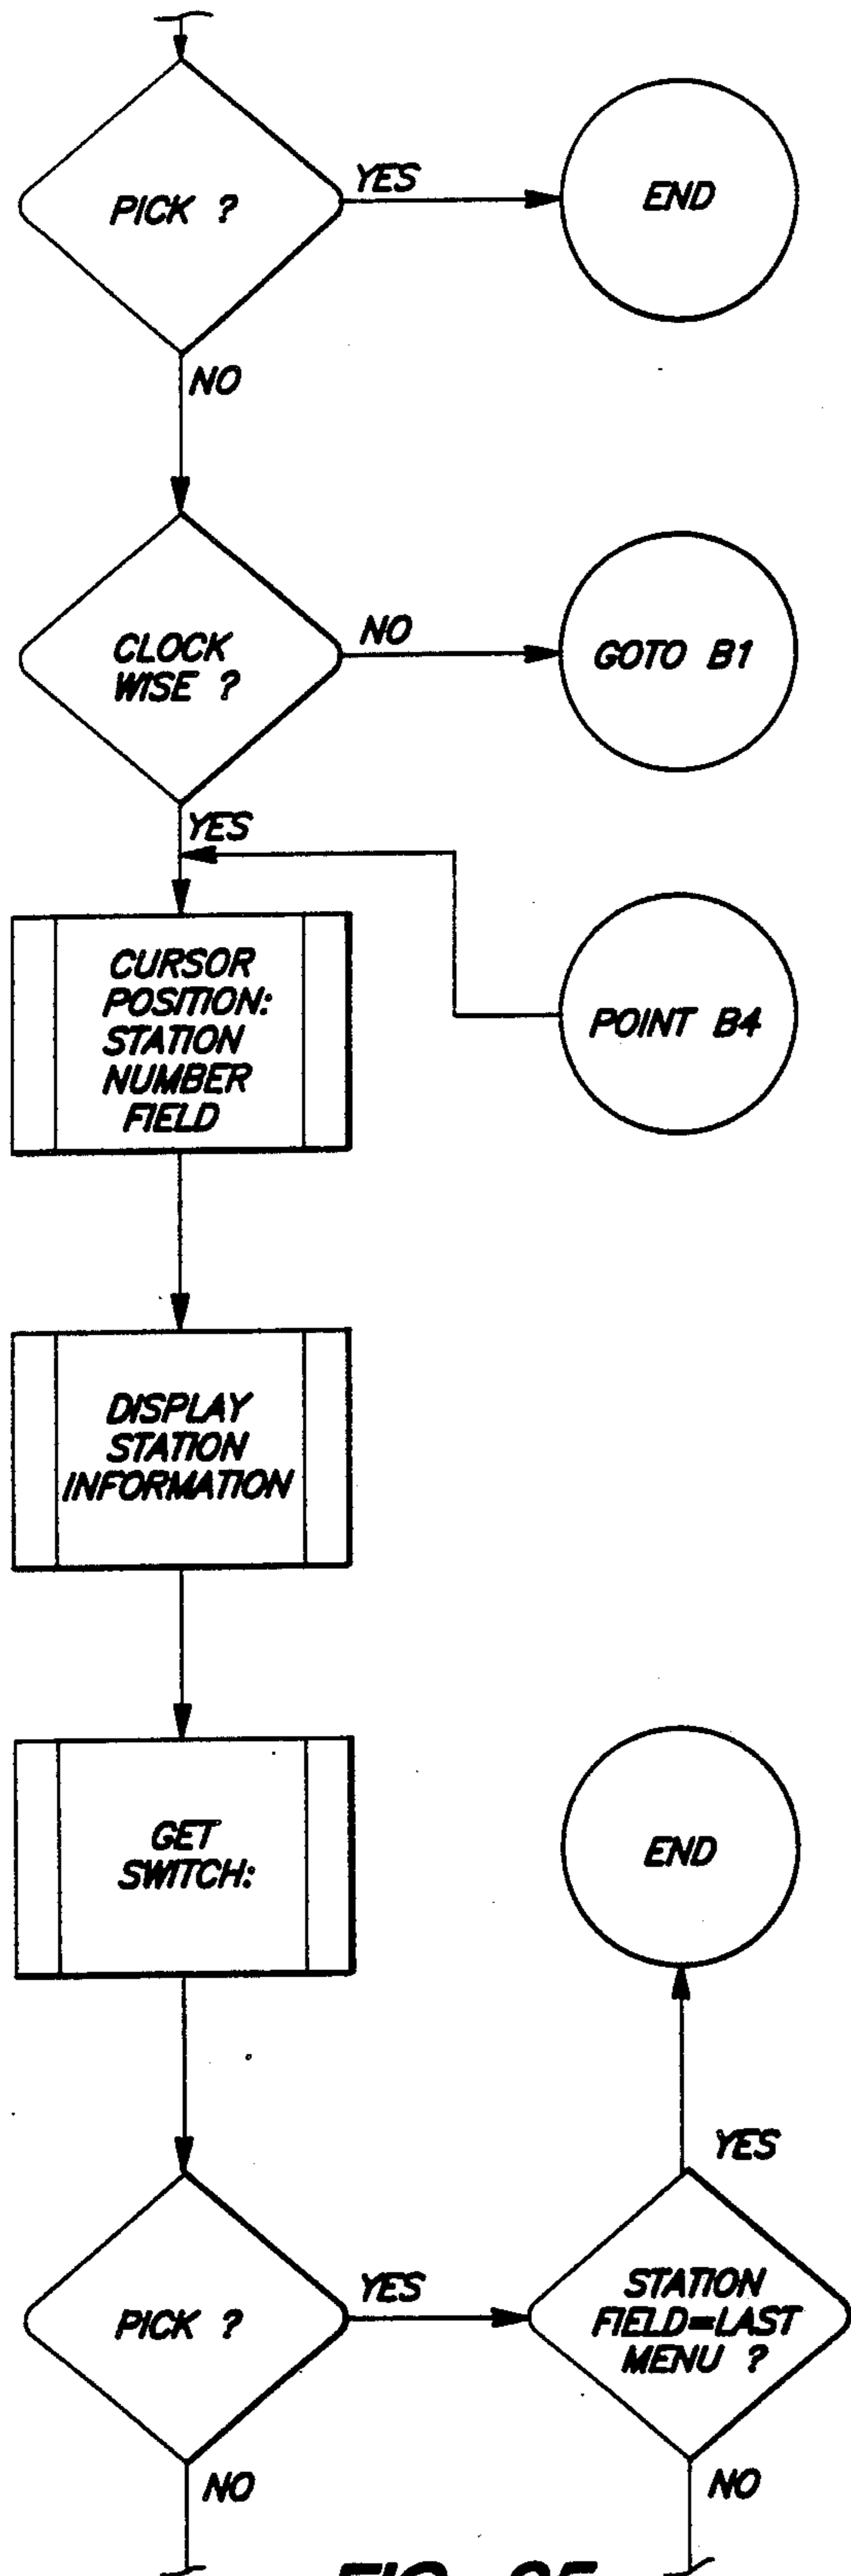 PICK ?
YES
END
NO
CLOCK
WISE ?
NO
GOTO B1
YES
CURSOR
POSITION:
STATION
NUMBER
FIELD
POINT B4
DISPLAY
STATION
INFORMATION
GET
SWITCH:
END
YES
PICK ?
YES
STATION
FIELD=LAST
MENU ?
NO
NO